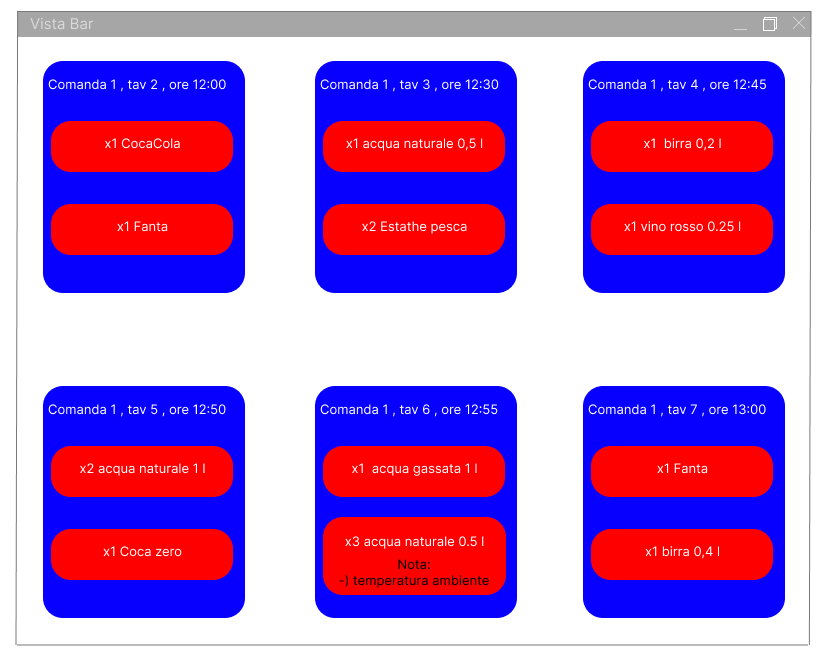 Vista Bar
Comanda 1 , tav 2 , ore 12:00
x1 CocaCola
x1 Fanta
Comanda 1 , tav 3 , ore 12:30
x1 acqua naturale 0,5 l
x2 Estathe pesca
Comanda 1 , tav 4 , ore 12:45
x1 birra 0,2 l
x1 vino rosso 0.25 l
Comanda 1 , tav 5 , ore 12:50
x2 acqua naturale 1 l
x1 Coca zero
Comanda 1 , tav 6 , ore 12:55
x1 acqua gassata 1 l
x3 acqua naturale 0.5 l
Nota:
-) temperatura ambiente
Comanda 1 , tav 7 , ore 13:00
x1 Fanta
x1 birra 0,4 l